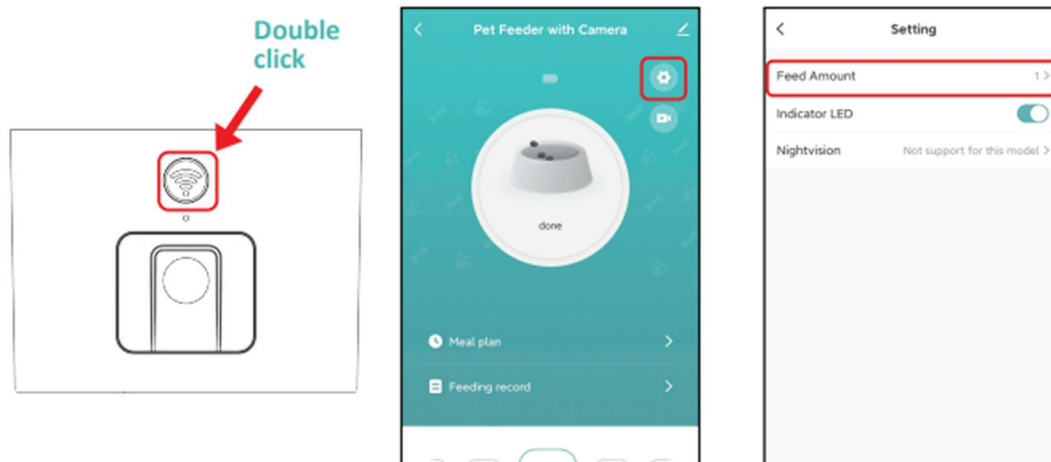 Double
click
Pet Feeder with Camera
done
Meal plan
Feeding record
Setting
Feed Amount 1
Indicator LED
Nightvision Not support for this model